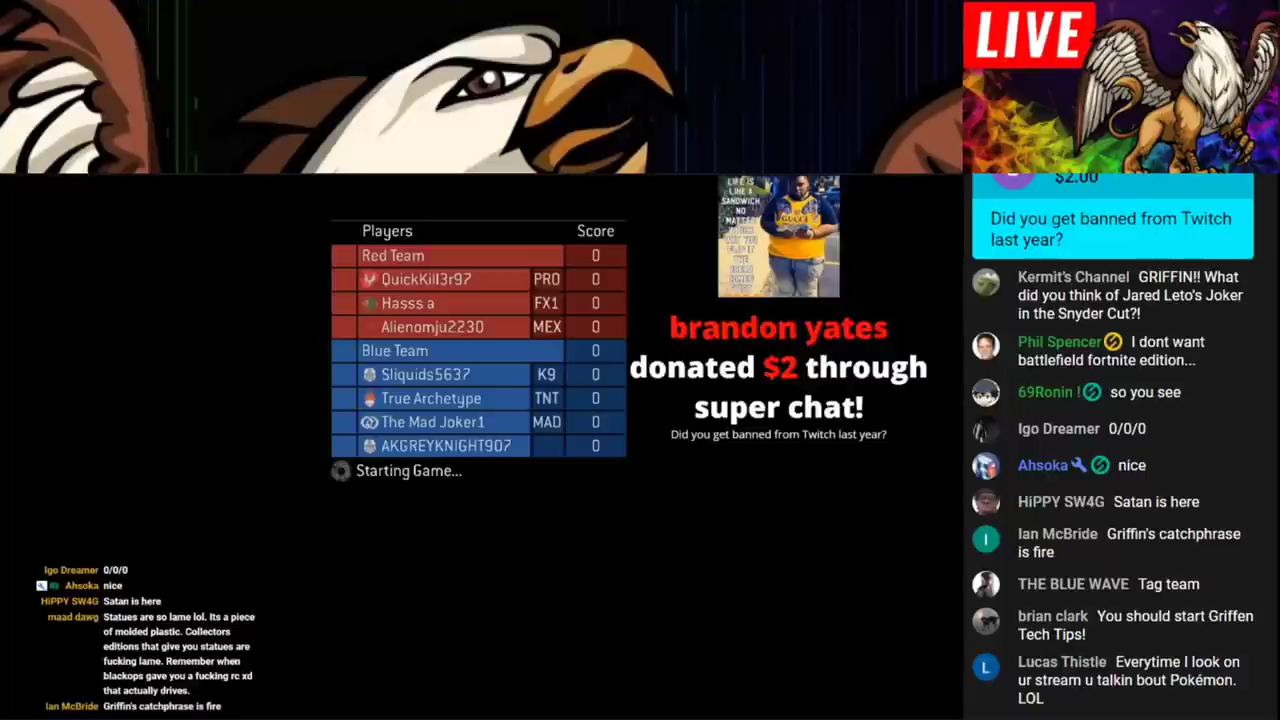 LIVE
$2.00
Did you get banned from Twitch
last year?
LIFE IS
LIKE A
SANDWICH
NO
MATTER
Players Score
Red Team 0
QuickKill3r97 PRO 0
Hasss a FX1 0
Alienomju2230 MEX 0
Blue Team 0
Sliquids5637 K9 0
True Archetype TNT 0
The Mad Joker1 MAD 0
AKGREYKNIGHT907 0
Starting Game...
brandon yates
donated $2 through
super chat!
Did you get banned from Twitch last year?
Kermit's Channel GRIFFIN!! What
did you think of Jared Leto's Joker
in the Snyder Cut?!
Phil Spencer I dont want
battlefield fortnite edition...
69Ronin ! so you see
Igo Dreamer 0/0/0
Ahsoka nice
HiPPY SW4G Satan is here
Ian McBride Griffin's catchphrase
is fire
THE BLUE WAVE Tag team
brian clark You should start Griffen
Tech Tips!
Lucas Thistle Everytime I look on
ur stream u talkin bout Pokémon.
LOL
Igo Dreamer 0/0/0
Ahsoka nice
HiPPY SW4G Satan is here
maad dawg Statues are so lame lol. Its a piece
of molded plastic. Collectors
editions that give you statues are
fucking lame. Remember when
blackops gave you a fucking rc xd
that actually drives.
Ian McBride Griffin's catchphrase is fire